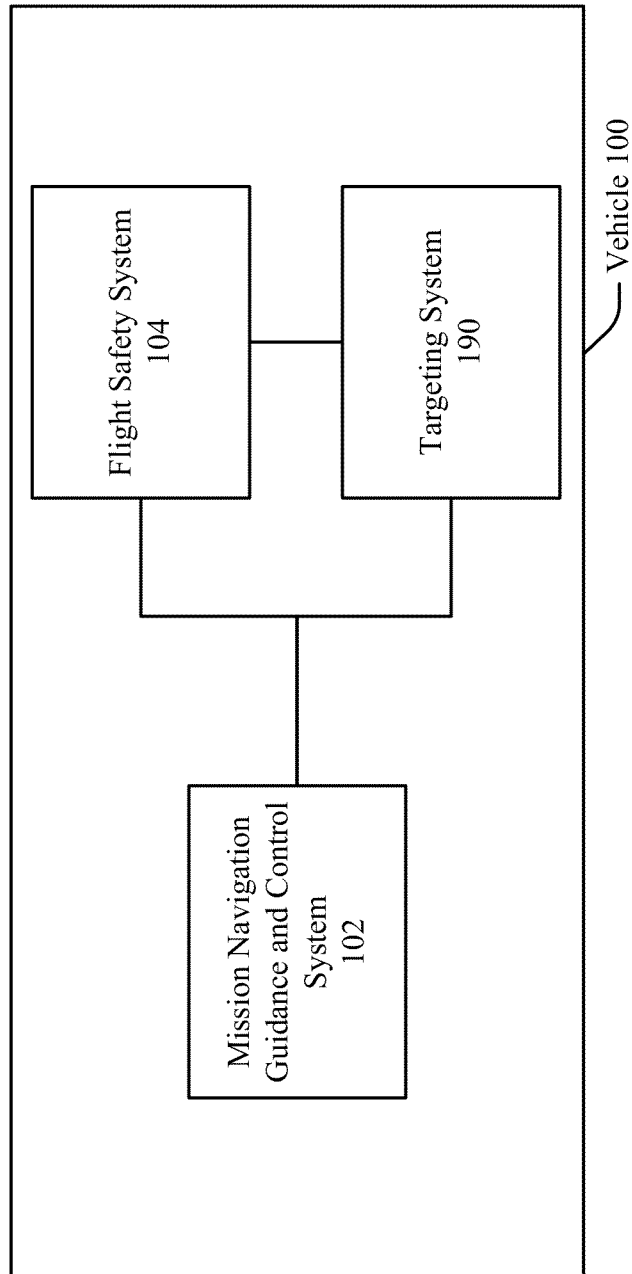 Mission Navigation
Guidance and Control
System
102
Flight Safety System
104
Targeting System
190
Vehicle 100